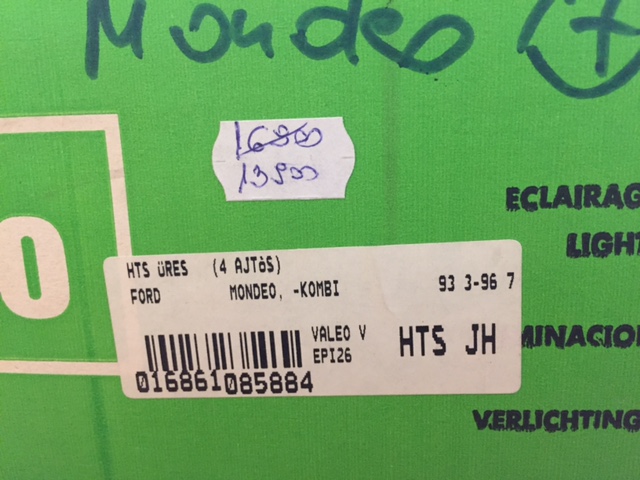 Mondeo +
16900
13900
O
ECLAIRAG
LIGHT
MINACIO
VERLICHTING
HTS ÜRES (4 AJTòS)
FORD MONDEO, -KOMBI 93 3-96 7
VALEO V
EPI26
HTS JH
016861085884